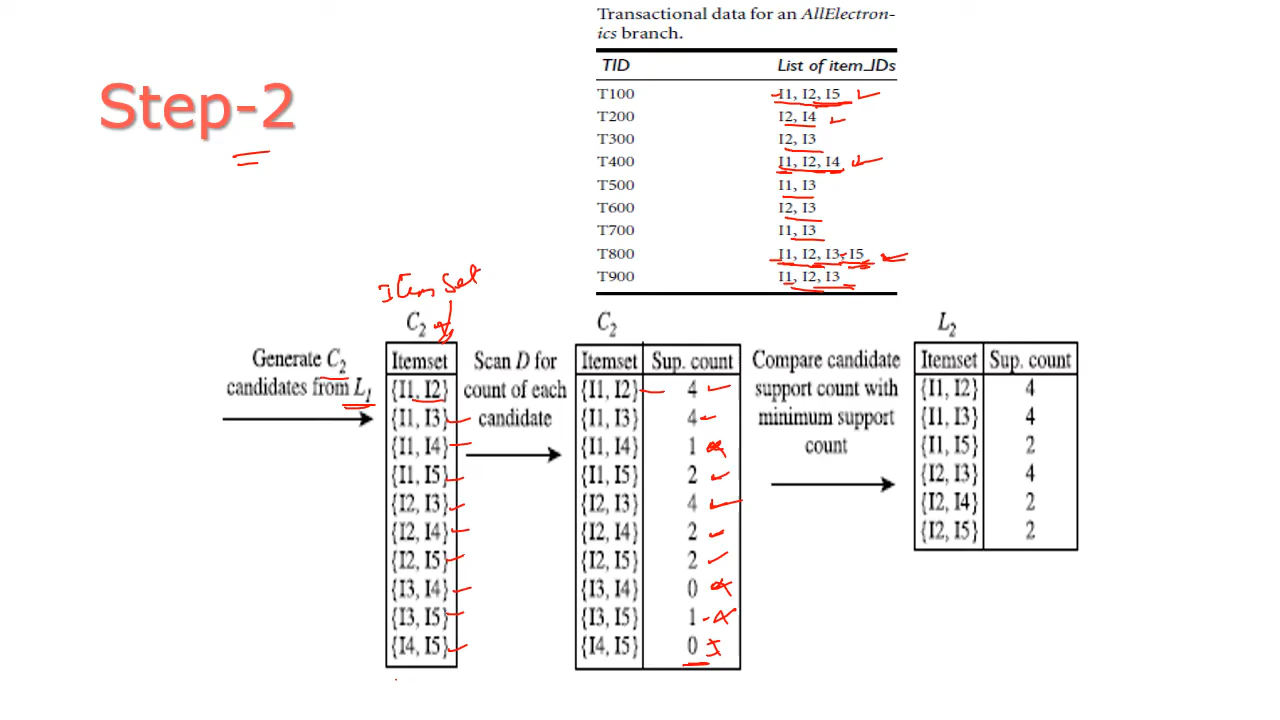 Transactional data for an AllElectron-
ics branch.
TID List of item_IDs
T100 I1, I2, I5
T200 I2, I4
T300 I2, I3
T400 I1, I2, I4
T500 I1, I3
T600 I2, I3
T700 I1, I3
T800 I1, I2, I3, I5
T900 I1, I2, I3
Step-2
Item Set
Generate C2
candidates from L1
C2
Itemset
{I1, I2}
{I1, I3}
{I1, I4}
{I1, I5}
{I2, I3}
{I2, I4}
{I2, I5}
{I3, I4}
{I3, I5}
{I4, I5}
Scan D for
count of each
candidate
C2
Itemset Sup. count
{I1, I2} 4
{I1, I3} 4
{I1, I4} 1
{I1, I5} 2
{I2, I3} 4
{I2, I4} 2
{I2, I5} 2
{I3, I4} 0
{I3, I5} 1
{I4, I5} 0
Compare candidate
support count with
minimum support
count
L2
Itemset Sup. count
{I1, I2} 4
{I1, I3} 4
{I1, I5} 2
{I2, I3} 4
{I2, I4} 2
{I2, I5} 2